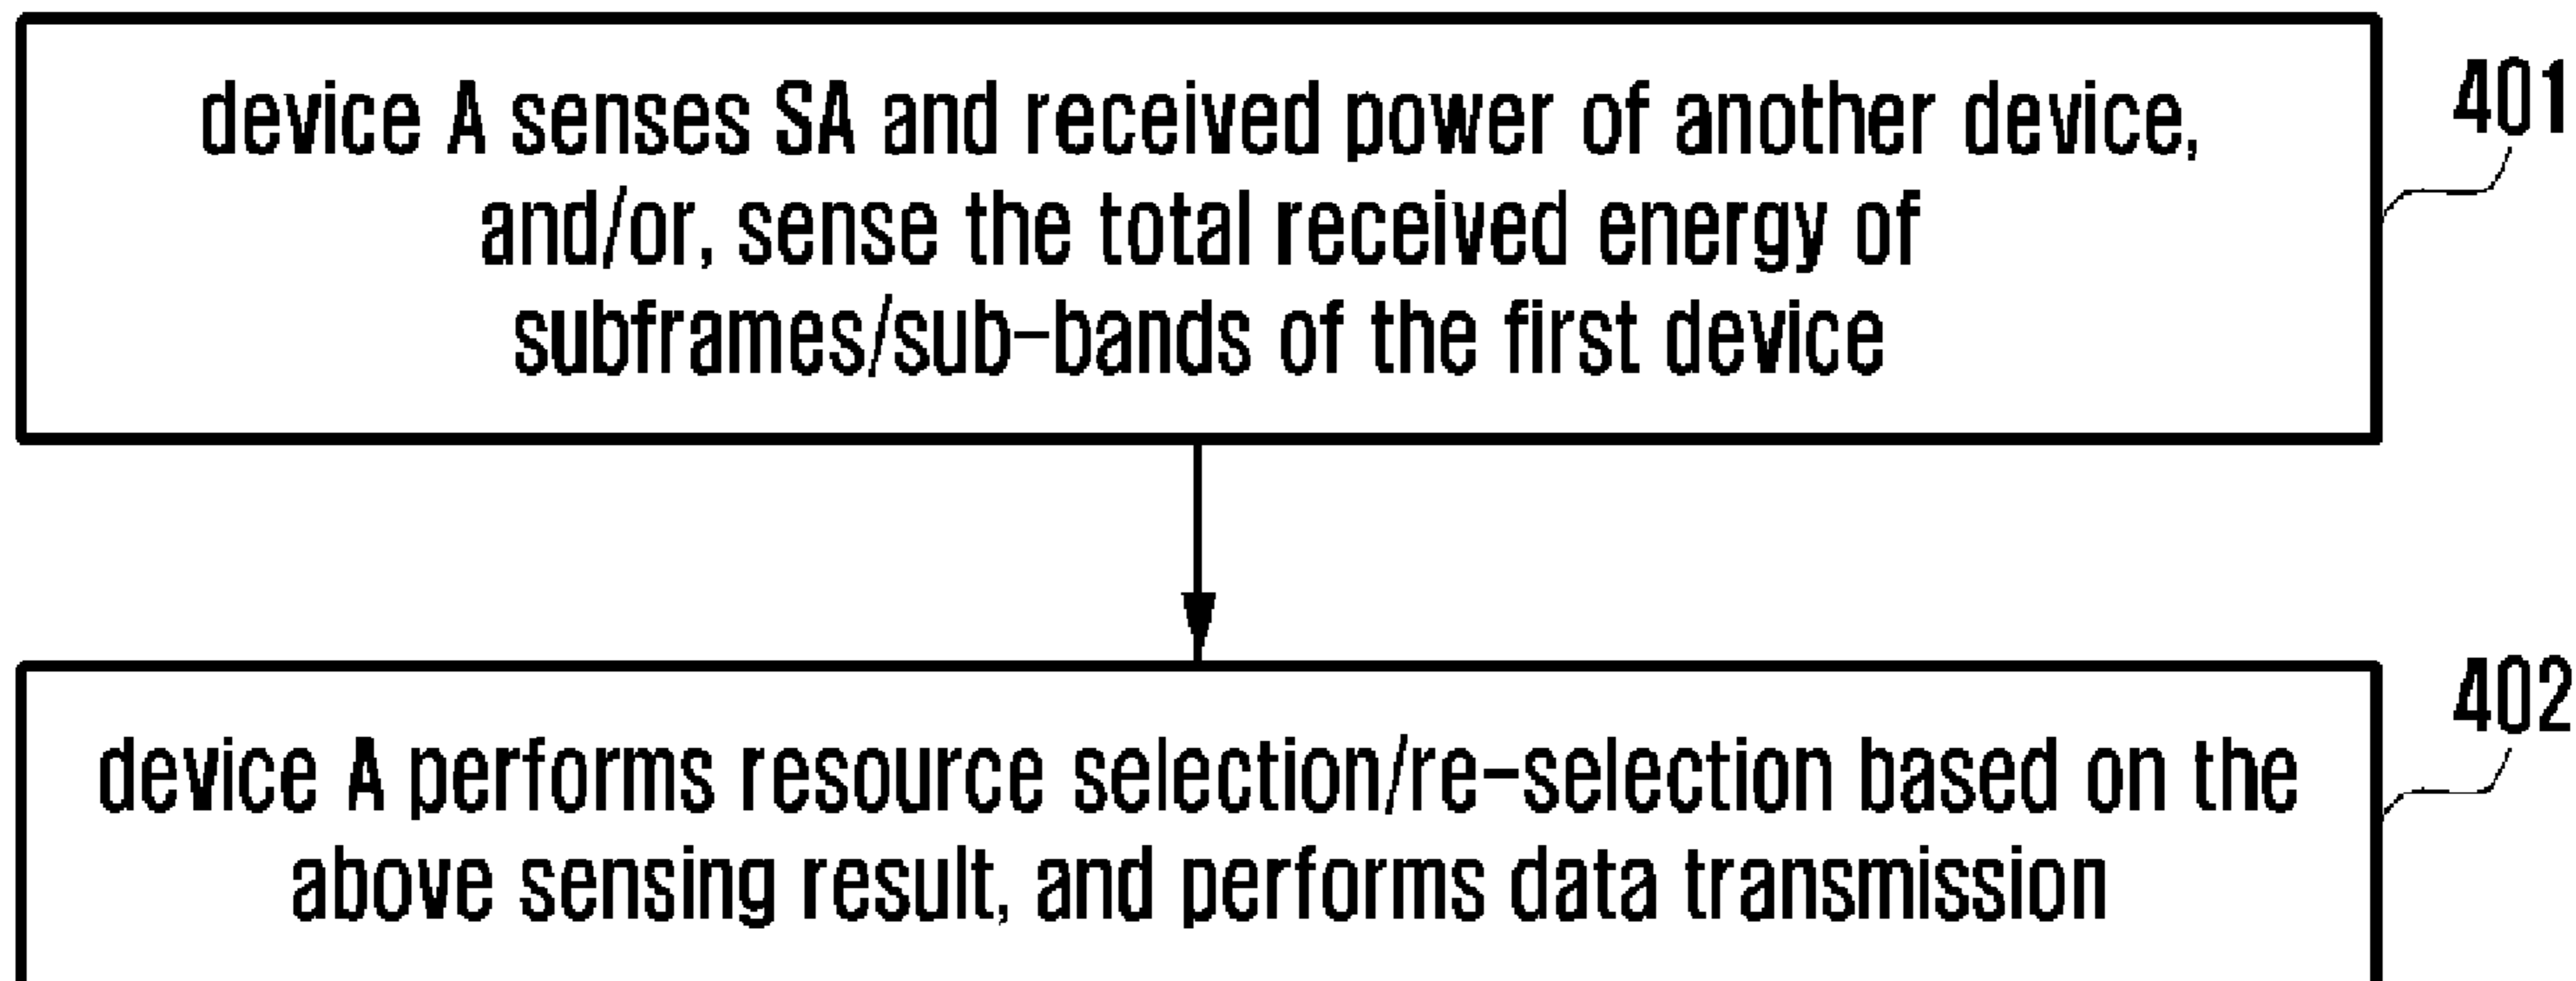 device A senses SA and received power of another device,
and/or, sense the total received energy of
subframes/sub-bands of the first device
401
device A performs resource selection/re-selection based on the
above sensing result, and performs data transmission
402